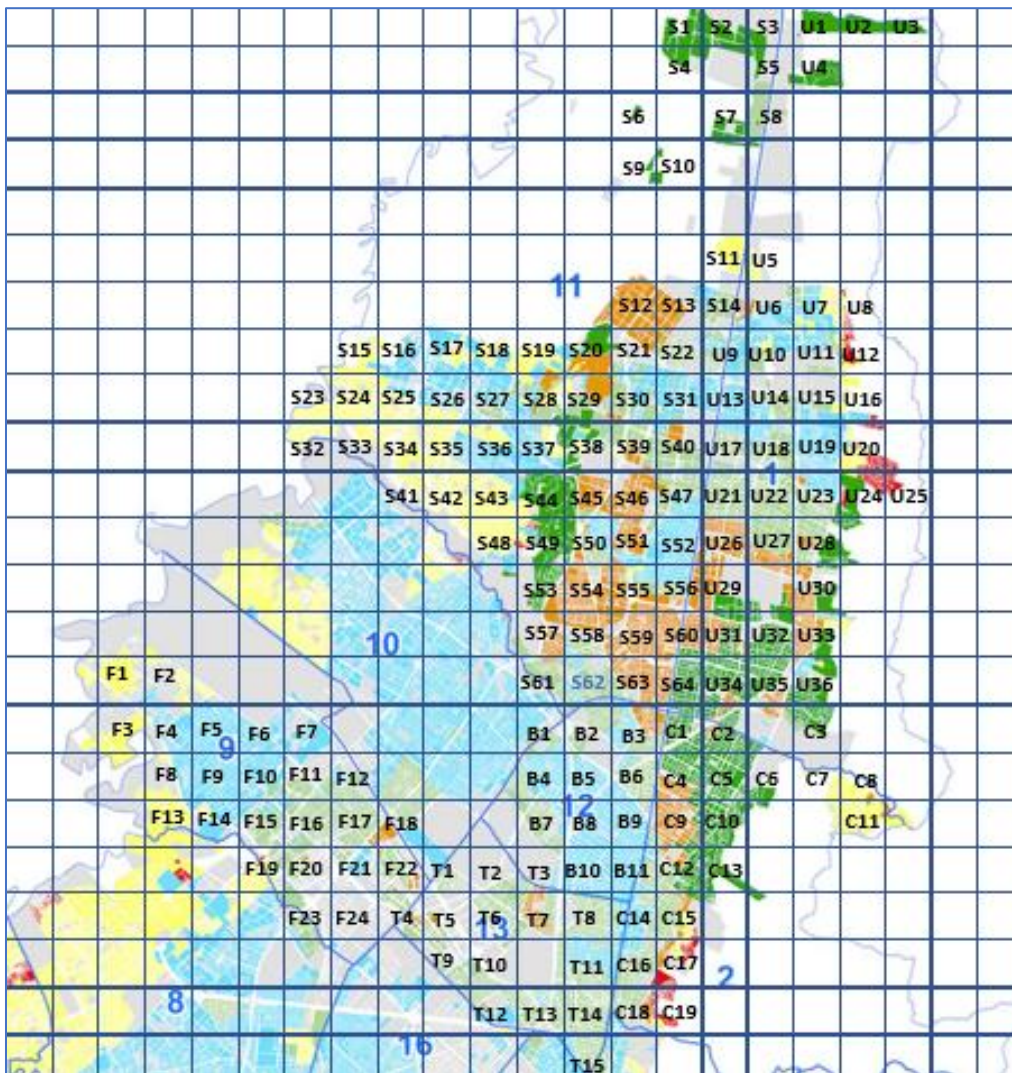 S1 S2 S3 U1 U2 U3
S4 S5 U4
S6 S7 S8
S9 S10
S11 U5
11
S12 S13 S14 U6 U7 U8
S15 S16 S17 S18 S19 S20 S21 S22 U9 U10 U11 U12
S23 S24 S25 S26 S27 S28 S29 S30 S31 U13 U14 U15 U16
S32 S33 S34 S35 S36 S37 S38 S39 S40 U17 U18 U19 U20
1
S41 S42 S43 S44 S45 S46 S47 U21 U22 U23 U24 U25
S48 S49 S50 S51 S52 U26 U27 U28
S53 S54 S55 S56 U29 U30
10
S57 S58 S59 S60 U31 U32 U33
F1 F2 S61 S62 S63 S64 U34 U35 U36
F3 F4 F5 F6 F7 B1 B2 B3 C1 C2 C3
9
F8 F9 F10 F11 F12 B4 B5 B6 C4 C5 C6 C7 C8
12
F13 F14 F15 F16 F17 F18 B7 B8 B9 C9 C10 C11
F19 F20 F21 F22 T1 T2 T3 B10 B11 C12 C13
F23 F24 T4 T5 T6 T7 T8 C14 C15
13
T9 T10 T11 C16 C17
2
8
T12 T13 T14 C18 C19
16
T15